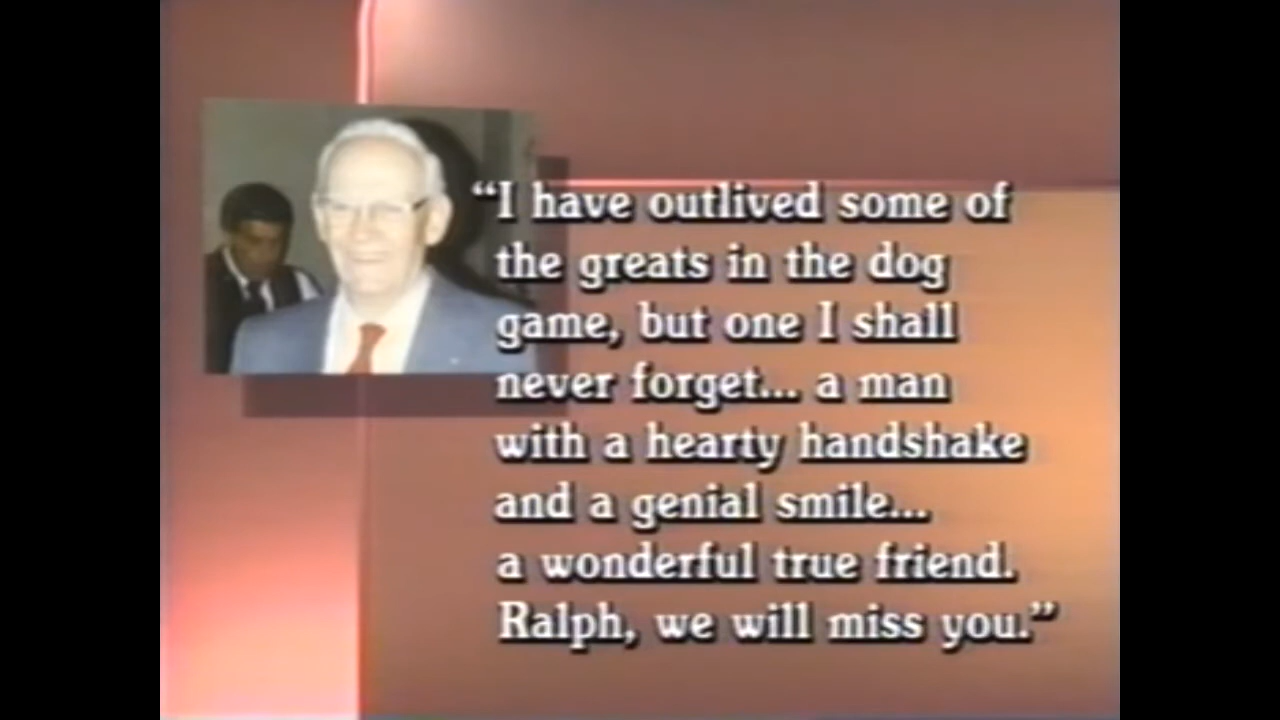 “I have outlived some of
the greats in the dog
game, but one I shall
never forget... a man
with a hearty handshake
and a genial smile...
a wonderful true friend.
Ralph, we will miss you.”